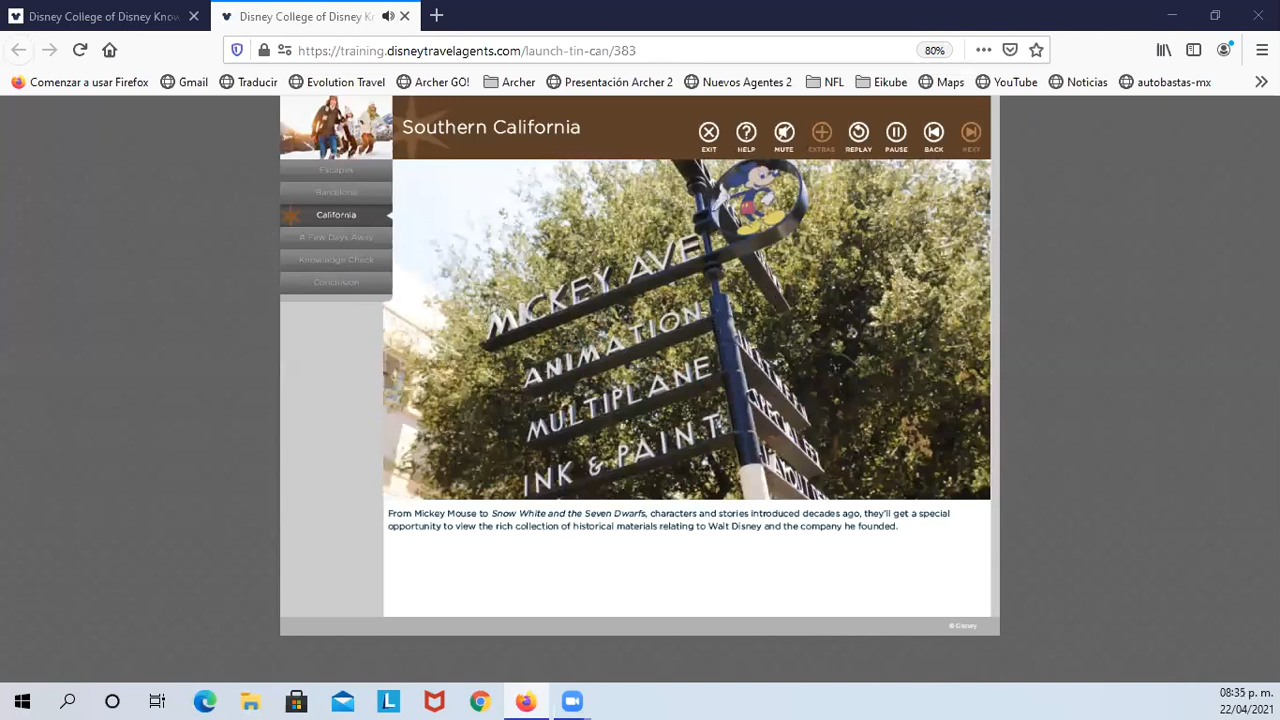 Disney College of Disney Know
Disney College of Disney Kn
https://training.disneytravelagents.com/launch-tin-can/383
80%
Comenzar a usar Firefox
Gmail
Traducir
Evolution Travel
Archer GO!
Archer
Presentación Archer 2
Nuevos Agentes 2
NFL
Eikube
Maps
YouTube
Noticias
autobastas-mx
Southern California
EXIT
HELP
MUTE
EXTRAS
REPLAY
PAUSE
BACK
NEXT
Escapes
Barcelona
California
A Few Days Away
Knowledge Check
Conclusion
MICKEY AVE
ANIMATION
MULTIPLANE
INK & PAINT
From Mickey Mouse to Snow White and the Seven Dwarfs, characters and stories introduced decades ago, they'll get a special
opportunity to view the rich collection of historical materials relating to Walt Disney and the company he founded.
© Disney
08:35 p. m.
22/04/2021